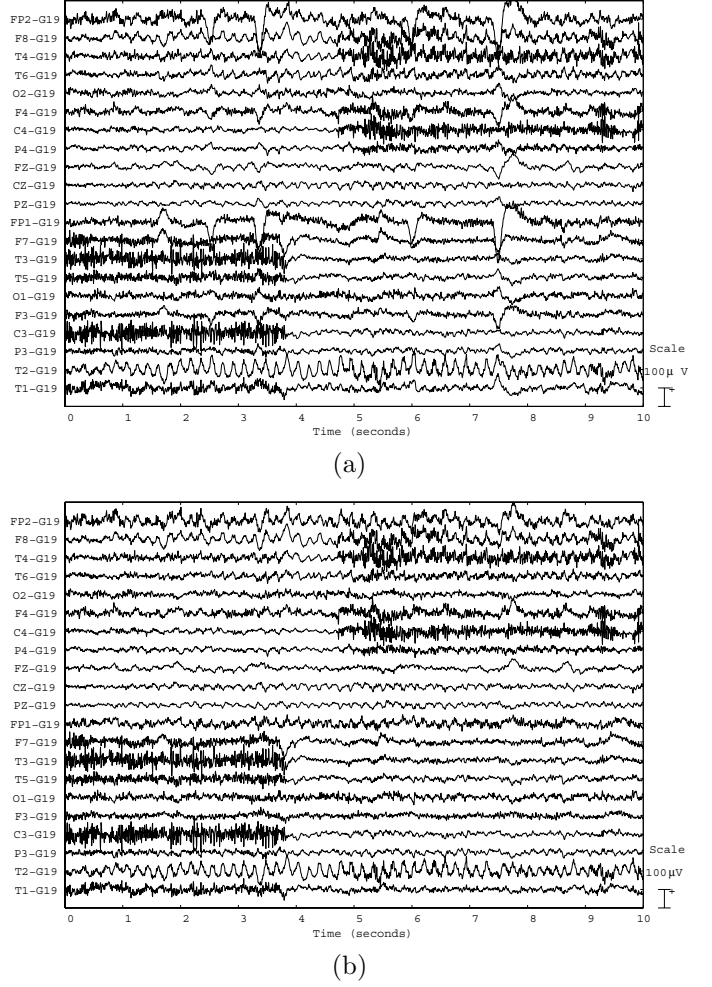 FP2-G19
F8-G19
T4-G19
T6-G19
O2-G19
F4-G19
C4-G19
P4-G19
FZ-G19
CZ-G19
PZ-G19
FP1-G19
F7-G19
T3-G19
T5-G19
O1-G19
F3-G19
C3-G19
P3-G19
Scale
T2-G19
100μ V
T1-G19
+
0 1 2 3 4 5 6 7 8 9 10
Time (seconds)
(a)
FP2-G19
F8-G19
T4-G19
T6-G19
O2-G19
F4-G19
C4-G19
P4-G19
FZ-G19
CZ-G19
PZ-G19
FP1-G19
F7-G19
T3-G19
T5-G19
O1-G19
F3-G19
C3-G19
P3-G19
Scale
T2-G19
100μV
T1-G19
+
0 1 2 3 4 5 6 7 8 9 10
Time (seconds)
(b)